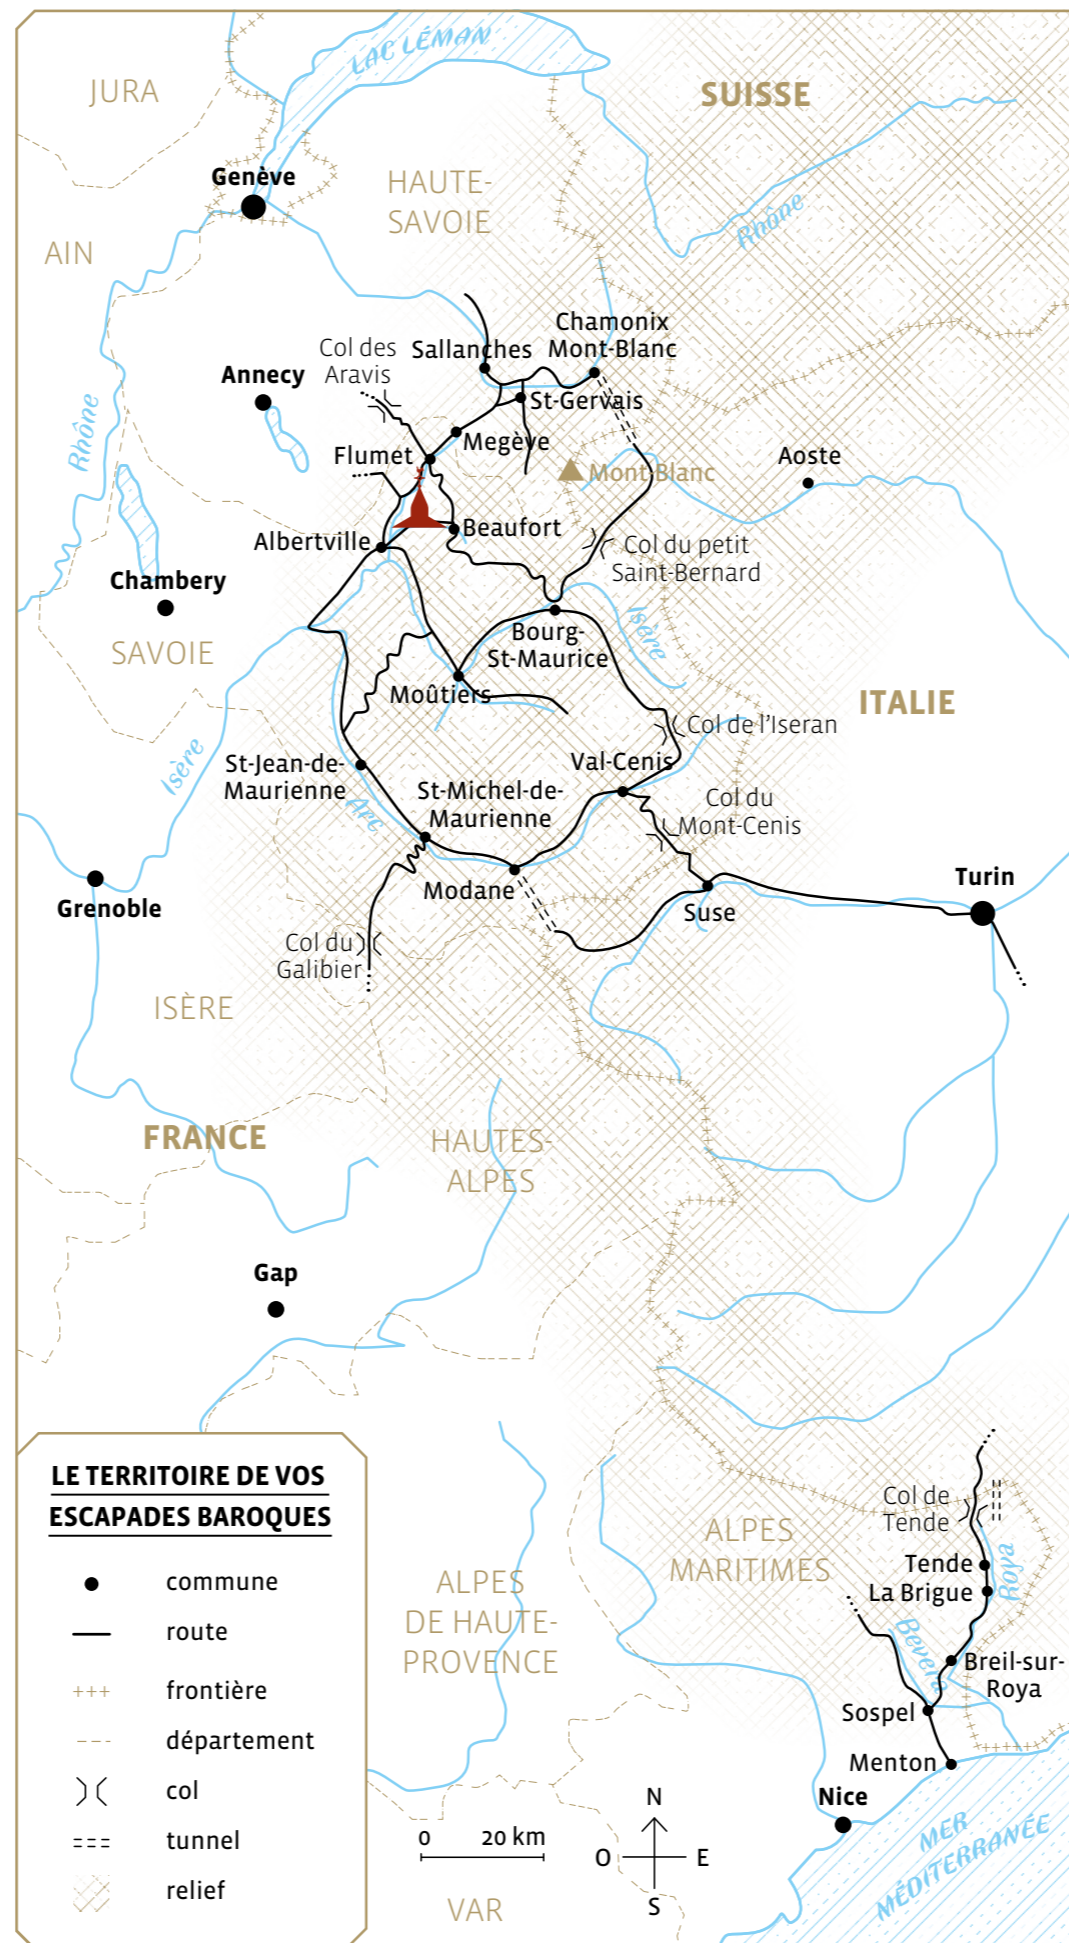 LAC LÉMAN
JURA
SUISSE
Genève
HAUTE-
SAVOIE
Rhône
AIN
Chamonix
Mont-Blanc
Col des
Aravis
Sallanches
Annecy
St-Gervais
Rhône
Megève
Flumet
Mont-Blanc
Aoste
Beaufort
Albertville
Col du petit
Saint-Bernard
Chambery
Isère
Bourg-
St-Maurice
SAVOIE
Moûtiers
ITALIE
Col de l'Iseran
Isère
St-Jean-de-
Maurienne
Val-Cenis
Arc
St-Michel-de-
Maurienne
Col du
Mont-Cenis
Modane
Turin
Grenoble
Suse
Col du
Galibier
ISÈRE
FRANCE
HAUTES-
ALPES
Gap
LE TERRITOIRE DE VOS
ESCAPADES BAROQUES
commune
route
frontière
département
col
tunnel
relief
Col de
Tende
ALPES
MARITIMES
Tende
La Brigue
Roya
ALPES
DE HAUTE-
PROVENCE
Bevera
Breil-sur-
Roya
Sospel
Menton
Nice
MER
MÉDITERRANÉE
0 20 km
N
O E
S
VAR